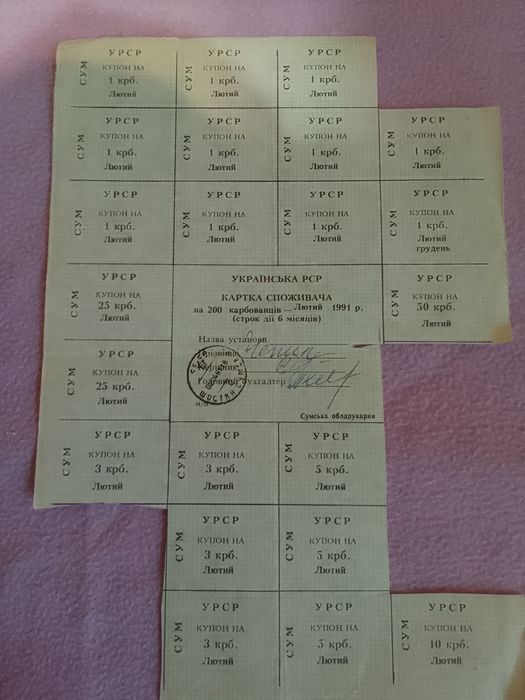 СУМ УРСР КУПОН НА 1 крб. Лютий
СУМ УРСР КУПОН НА 1 крб. Лютий
СУМ УРСР КУПОН НА 1 крб. Лютий
СУМ УРСР КУПОН НА 1 крб. Лютий
СУМ УРСР КУПОН НА 1 крб. Лютий
СУМ УРСР КУПОН НА 1 крб. Лютий
СУМ УРСР КУПОН НА 1 крб. Лютий
СУМ УРСР КУПОН НА 1 крб. Лютий
СУМ УРСР КУПОН НА 1 крб. Лютий
СУМ УРСР КУПОН НА 1 крб. Лютий
СУМ УРСР КУПОН НА 1 крб. Лютий грудень
СУМ УРСР КУПОН НА 25 крб. Лютий
УКРАЇНСЬКА РСР
КАРТКА СПОЖИВАЧА
на 200 карбованців — Лютий 1991 р.
(строк дії 6 місяців)
Назва установи
Прізвище
Керівник
Головний бухгалтер
Сумська облдрукарня
СУМ УРСР КУПОН НА 50 крб. Лютий
СУМ УРСР КУПОН НА 25 крб. Лютий
СУМ УРСР КУПОН НА 3 крб. Лютий
СУМ УРСР КУПОН НА 3 крб. Лютий
СУМ УРСР КУПОН НА 5 крб. Лютий
СУМ УРСР КУПОН НА 3 крб. Лютий
СУМ УРСР КУПОН НА 5 крб. Лютий
СУМ УРСР КУПОН НА 3 крб. Лютий
СУМ УРСР КУПОН НА 5 крб. Лютий
СУМ УРСР КУПОН НА 10 крб. Лютий